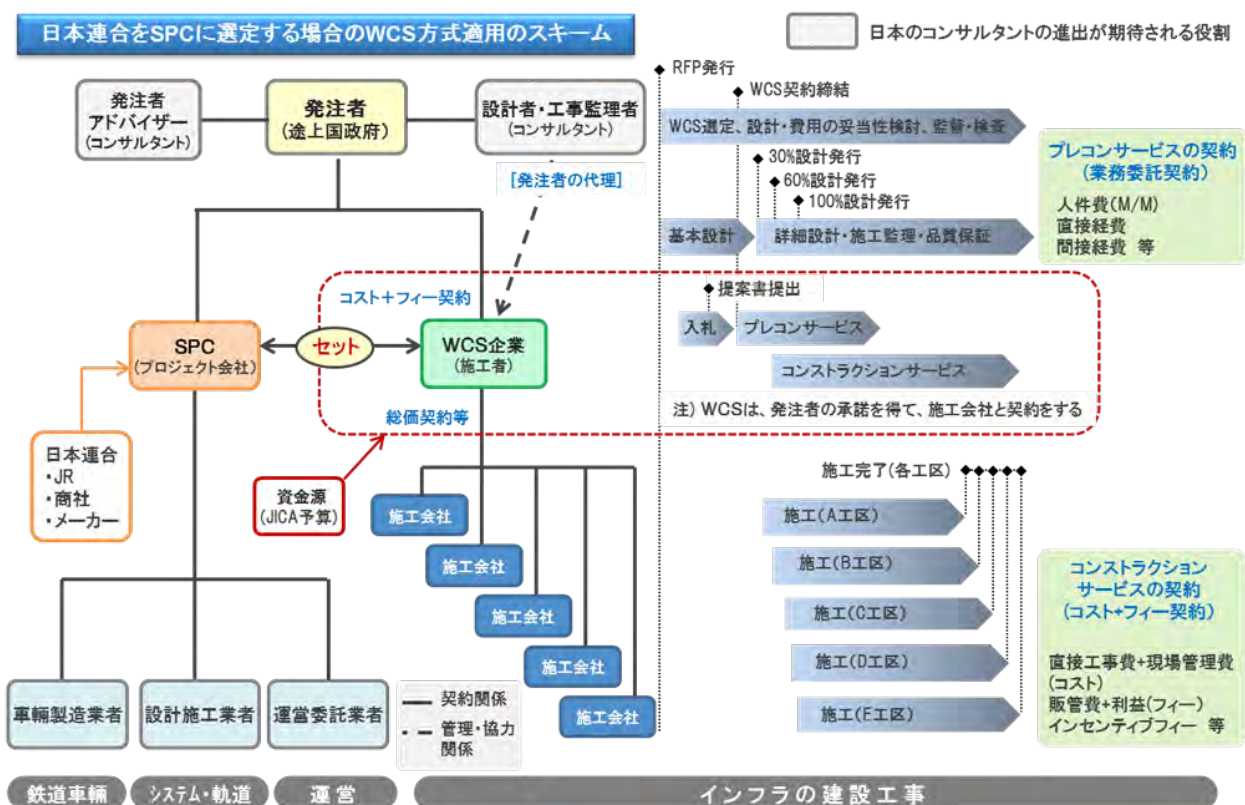 日本連合をSPCに選定する場合のWCS方式適用のスキーム
日本のコンサルタントの進出が期待される役割
発注者
アドバイザー
(コンサルタント)
発注者
(途上国政府)
設計者・工事監理者
(コンサルタント)
[発注者の代理]
RFP発行
WCS契約締結
WCS選定、設計・費用の妥当性検討、監督・検査
30%設計発行
60%設計発行
100%設計発行
基本設計
詳細設計・施工監理・品質保証
プレコンサービスの契約
(業務委託契約)
人件費(M/M)
直接経費
間接経費 等
コスト+フィー契約
SPC
(プロジェクト会社)
セット
WCS企業
(施工者)
総価契約等
提案書提出
入札
プレコンサービス
コンストラクションサービス
注) WCSは、発注者の承諾を得て、施工会社と契約をする
日本連合
・JR
・商社
・メーカー
資金源
(JICA予算)
施工会社
施工会社
施工会社
施工会社
施工会社
施工完了(各工区)
施工(A工区)
施工(B工区)
施工(C工区)
施工(D工区)
施工(E工区)
コンストラクション
サービスの契約
(コスト+フィー契約)
直接工事費+現場管理費
(コスト)
販管費+利益(フィー)
インセンティブフィー 等
車輛製造業者
設計施工業者
運営委託業者
契約関係
管理・協力
関係
鉄道車輛
システム・軌道
運営
インフラの建設工事